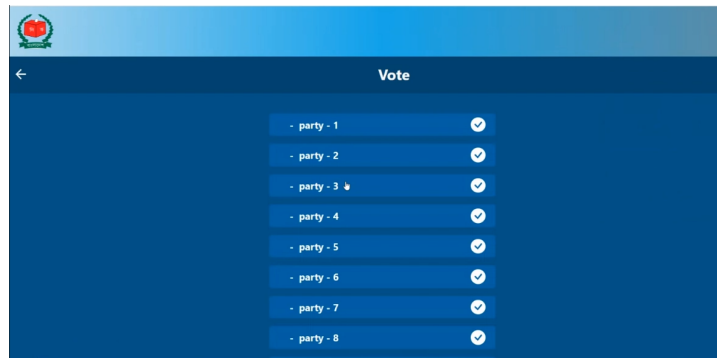 Vote
- party - 1
- party - 2
- party - 3
- party - 4
- party - 5
- party - 6
- party - 7
- party - 8